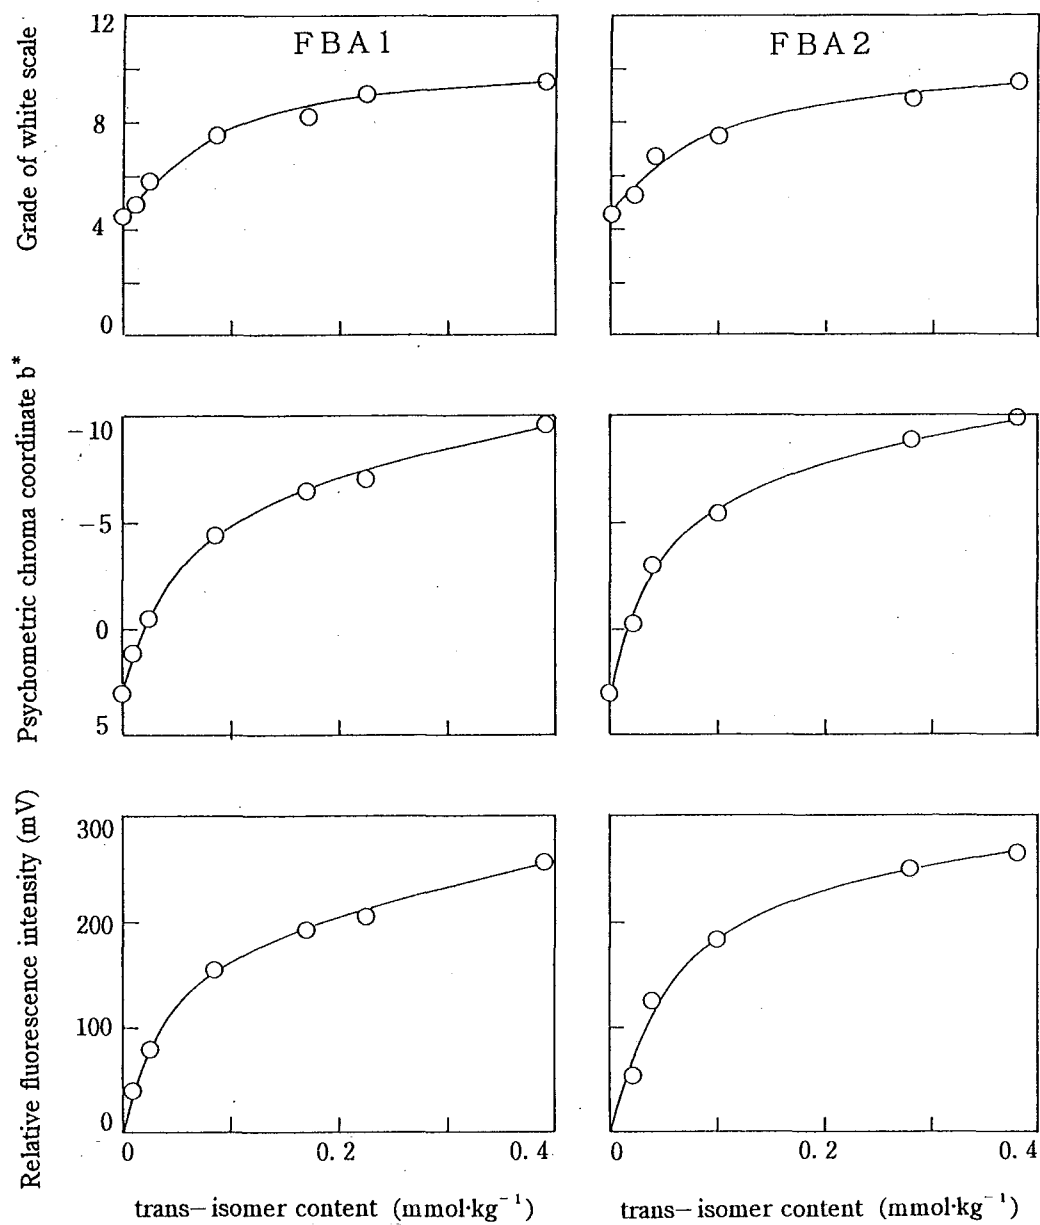 FBA1
FBA2
Grade of white scale
12
8
4
0
Psychometric chroma coordinate b*
−10
−5
0
5
Relative fluorescence intensity (mV)
300
200
100
0
0 0.2 0.4
0 0.2 0.4
trans−isomer content (mmol·kg⁻¹)
trans−isomer content (mmol·kg⁻¹)